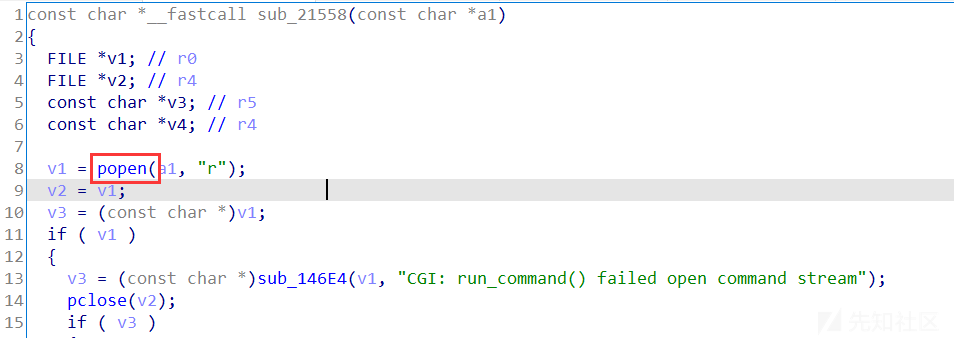 1 const char *__fastcall sub_21558(const char *a1)
2 {
3 FILE *v1; // r0
4 FILE *v2; // r4
5 const char *v3; // r5
6 const char *v4; // r4
7
8 v1 = popen(a1, "r");
9 v2 = v1;
10 v3 = (const char *)v1;
11 if ( v1 )
12 {
13 v3 = (const char *)sub_146E4(v1, "CGI: run_command() failed open command stream");
14 pclose(v2);
15 if ( v3 )
先知社区